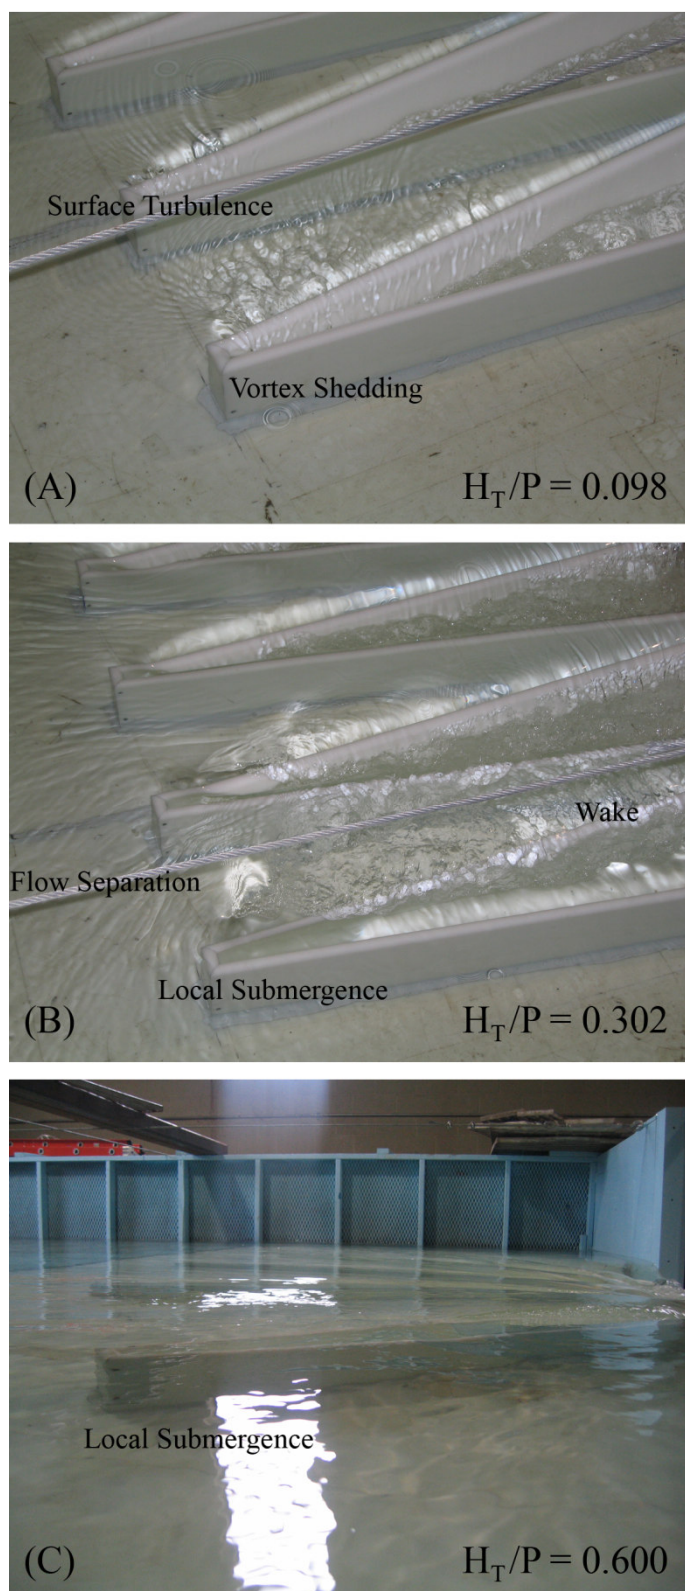 Surface Turbulence
Vortex Shedding
(A) H_T/P = 0.098
Wake
Flow Separation
Local Submergence
(B) H_T/P = 0.302
Local Submergence
(C) H_T/P = 0.600